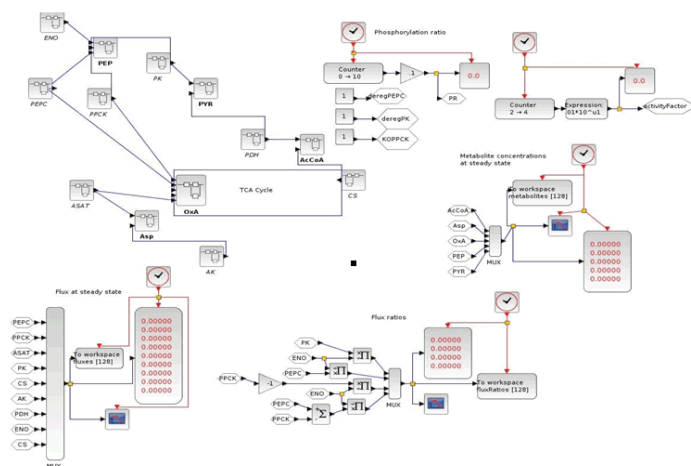 ENO
PEP
PEPC
PPCK
PK
PYR
PDH
AcCoA
TCA Cycle
CS
OxA
ASAT
Asp
AK
Phosphorylation ratio
Counter
0 → 10
.1
0.0
PR
1
deregPEPC
1
deregPK
1
KOPPCK
0.0
Counter
2 → 4
Expression:
01*10^u1
activityFactor
Metabolite concentrations
at steady state
To workspace
metabolites [128]
AcCoA
Asp
OxA
PEP
PYR
MUX
0.00000
0.00000
0.00000
0.00000
0.00000
Flux at steady state
PEPC
PPCK
ASAT
PK
CS
AK
PDH
ENO
CS
MUX
To workspace
fluxes [128]
0.00000
0.00000
0.00000
0.00000
0.00000
0.00000
0.00000
0.00000
0.00000
Flux ratios
PK
ENO
PEPC
PPCK
-1
ENO
PEPC
PPCK
Σ
Π
Π
Π
Π
MUX
0.00000
0.00000
0.00000
0.00000
To workspace
fluxRatios [128]